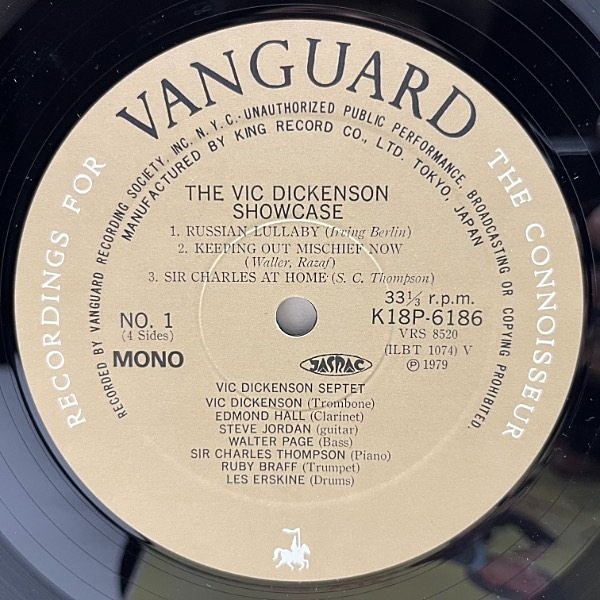 VANGUARD
RECORDINGS FOR THE CONNOISSEUR
RECORDED BY VANGUARD RECORDING SOCIETY, INC. N.Y.C. · UNAUTHORIZED PUBLIC PERFORMANCE, BROADCASTING OR COPYING PROHIBITED.
MANUFACTURED BY KING RECORD CO., LTD. TOKYO, JAPAN
THE VIC DICKENSON
SHOWCASE
1. RUSSIAN LULLABY (Irving Berlin)
2. KEEPING OUT MISCHIEF NOW
(Waller, Razaf)
3. SIR CHARLES AT HOME (S. C. Thompson)
33⅓ r.p.m.
NO. 1
K18P-6186
(4 Sides)
VRS 8520
MONO
JASRAC
(ILBT 1074) V
Ⓟ 1979
VIC DICKENSON SEPTET
VIC DICKENSON (Trombone)
EDMOND HALL (Clarinet)
STEVE JORDAN (guitar)
WALTER PAGE (Bass)
SIR CHARLES THOMPSON (Piano)
RUBY BRAFF (Trumpet)
LES ERSKINE (Drums)